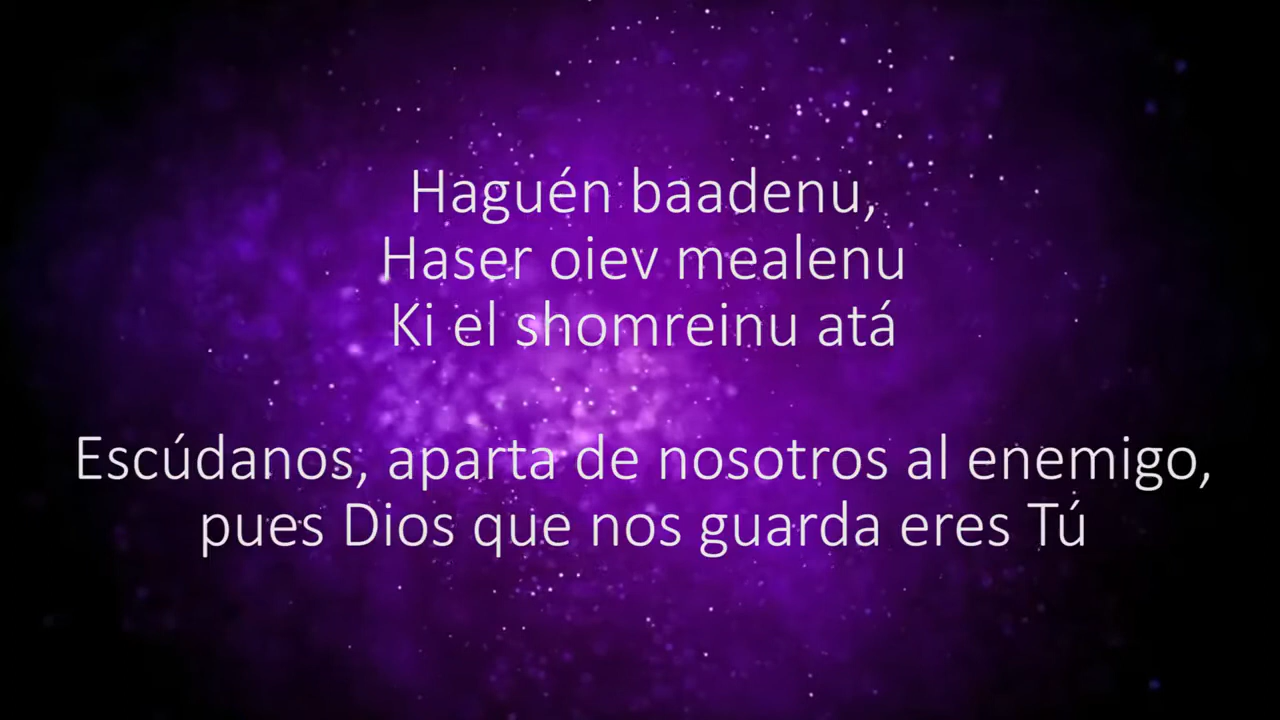 Haguén baadenu,
Haser oiev mealenu
Ki el shomreinu atá
Escúdanos, aparta de nosotros al enemigo,
pues Dios que nos guarda eres Tú